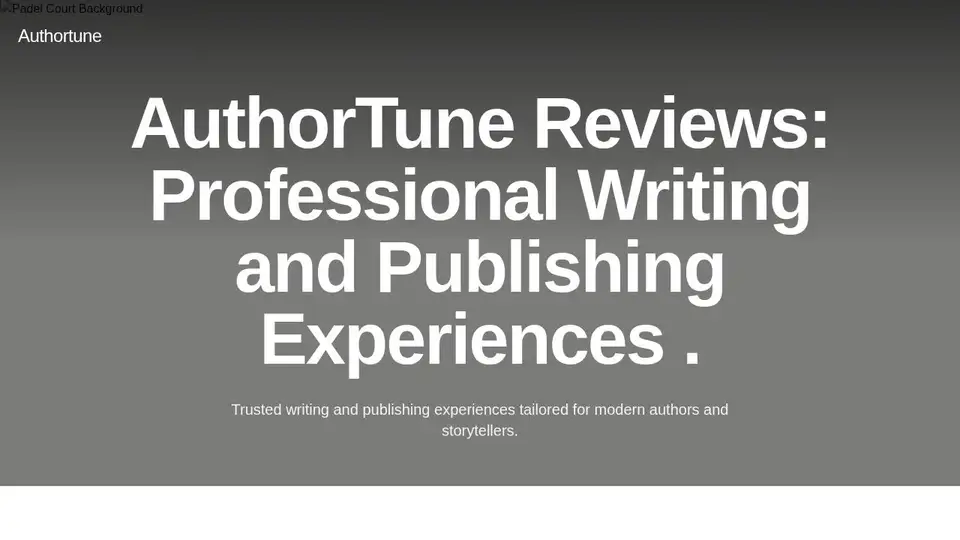 Padel Court Background
Authortune
AuthorTune Reviews:
Professional Writing
and Publishing
Experiences .
Trusted writing and publishing experiences tailored for modern authors and
storytellers.